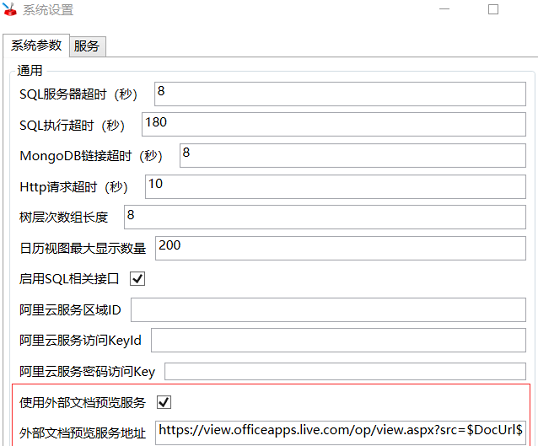 系统设置
系统参数 服务
通用
SQL服务器超时（秒） 8
SQL执行超时（秒） 180
MongoDB链接超时（秒） 8
Http请求超时（秒） 10
树层次数组长度 8
日历视图最大显示数量 200
启用SQL相关接口
阿里云服务区域ID
阿里云服务访问KeyId
阿里云服务密码访问Key
使用外部文档预览服务
外部文档预览服务地址 https://view.officeapps.live.com/op/view.aspx?src=$DocUrl$